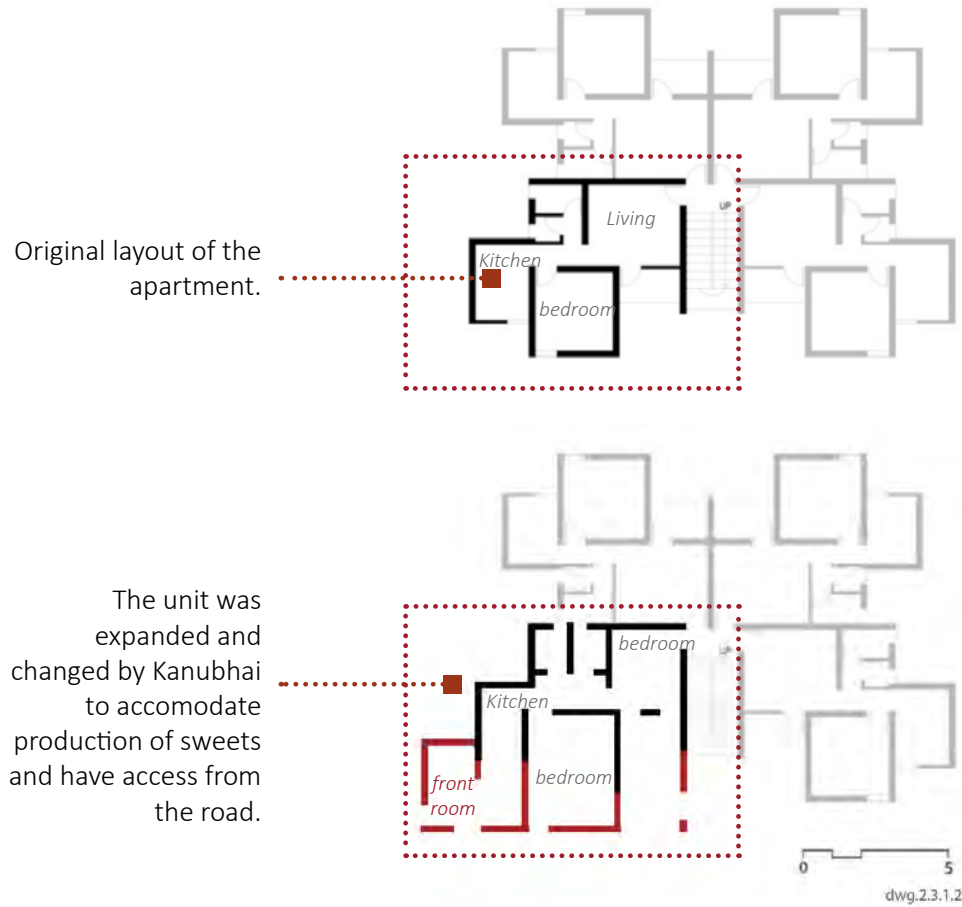 Original layout of the
apartment.
UP
Living
Kitchen
bedroom
The unit was
expanded and
changed by Kanubhai
to accomodate
production of sweets
and have access from
the road.
bedroom
UP
Kitchen
bedroom
front
room
0 5
dwg.2.3.1.2